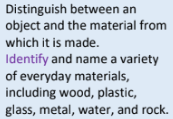 Distinguish between an
object and the material from
which it is made.
Identify and name a variety
of everyday materials,
including wood, plastic,
glass, metal, water, and rock.